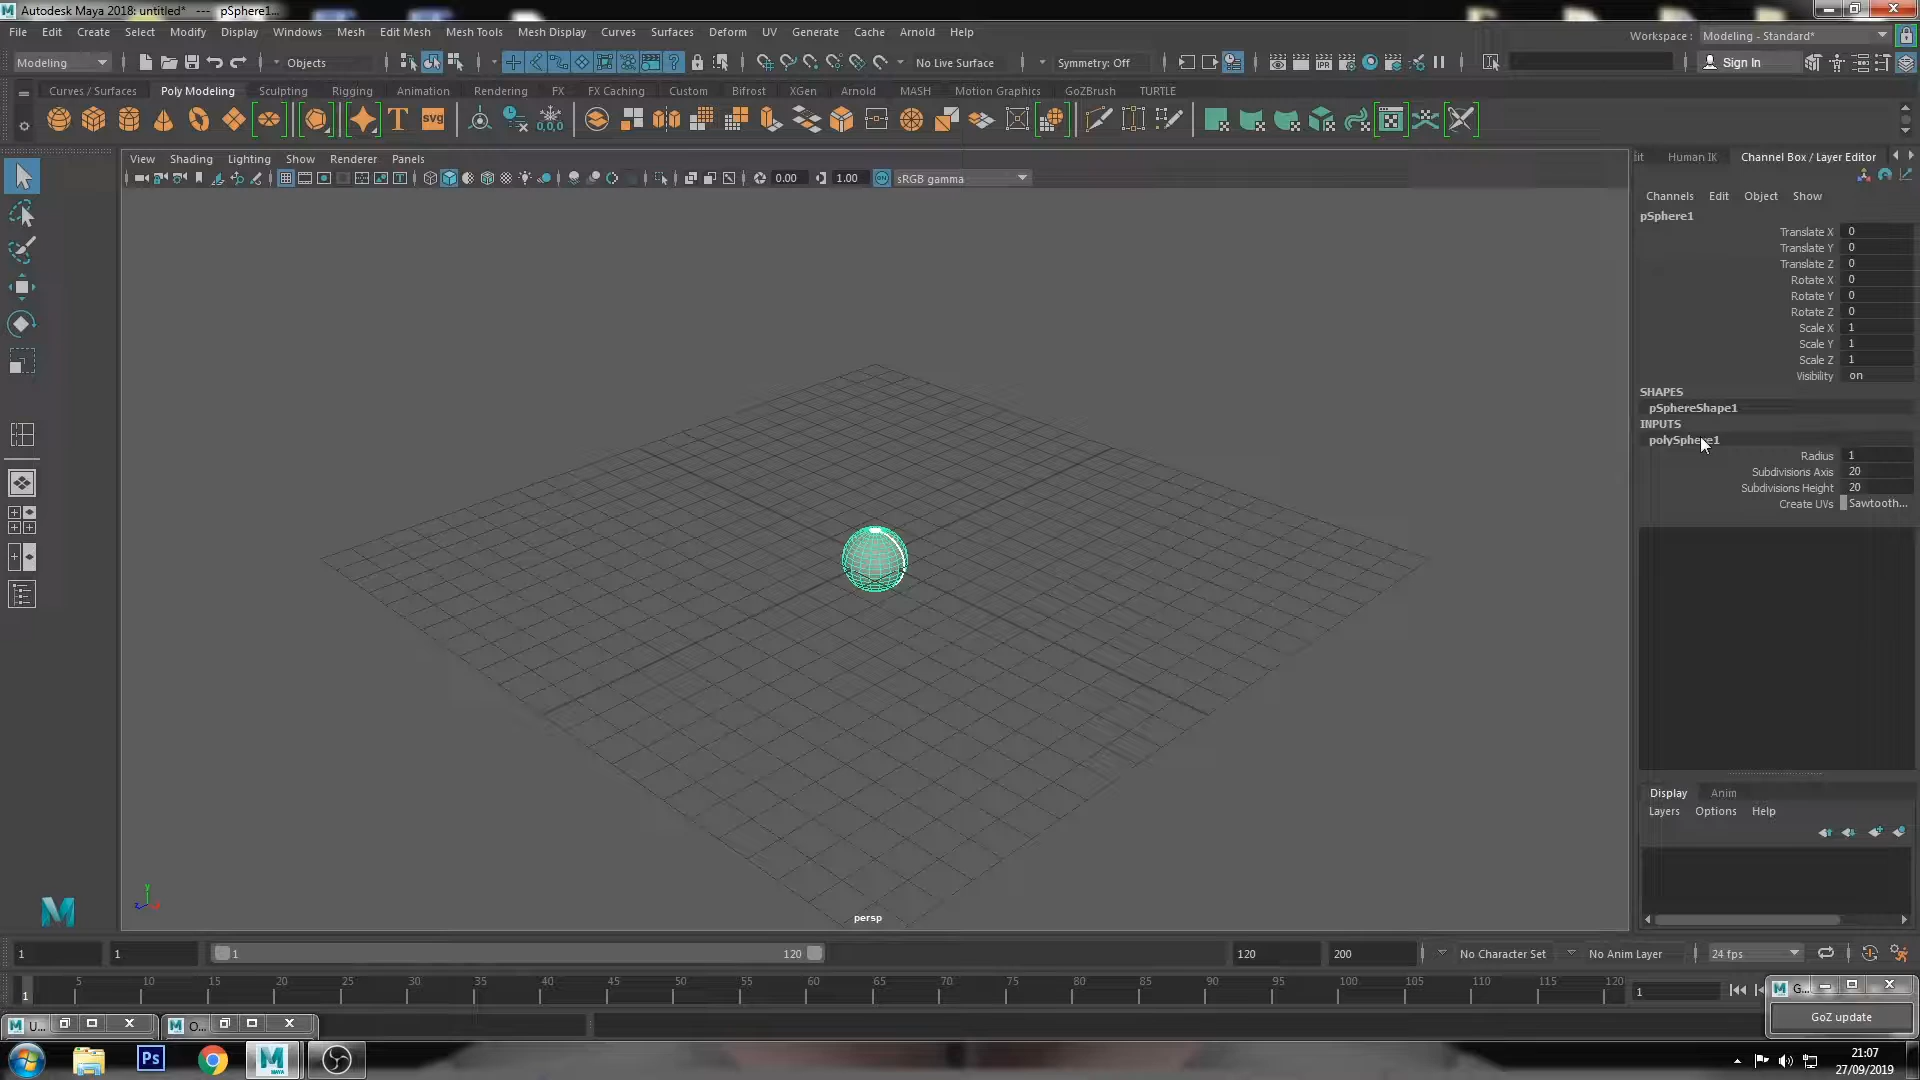 Autodesk Maya 2018: untitled* --- pSphere1...
File Edit Create Select Modify Display Windows Mesh Edit Mesh Mesh Tools Mesh Display Curves Surfaces Deform UV Generate Cache Arnold Help
Workspace : Modeling - Standard*
Modeling Objects No Live Surface Symmetry: Off Sign In
Curves / Surfaces Poly Modeling Sculpting Rigging Animation Rendering FX FX Caching Custom Bifrost XGen Arnold MASH Motion Graphics GoZBrush TURTLE
T SVG 0,0,0
View Shading Lighting Show Renderer Panels
0.00 1.00 sRGB gamma
Human IK Channel Box / Layer Editor
Channels Edit Object Show
pSphere1
Translate X 0
Translate Y 0
Translate Z 0
Rotate X 0
Rotate Y 0
Rotate Z 0
Scale X 1
Scale Y 1
Scale Z 1
Visibility on
SHAPES
pSphereShape1
INPUTS
polySphere1
Radius 1
Subdivisions Axis 20
Subdivisions Height 20
Create UVs Sawtooth...
Display Anim
Layers Options Help
y
z x
persp
1 1 1 120 120 200 No Character Set No Anim Layer 24 fps
5 10 15 20 25 30 35 40 45 50 55 60 65 70 75 80 85 90 95 100 105 110 115 120
1 1
G...
GoZ update
U... O...
Ps MAYA
21:07
27/09/2019